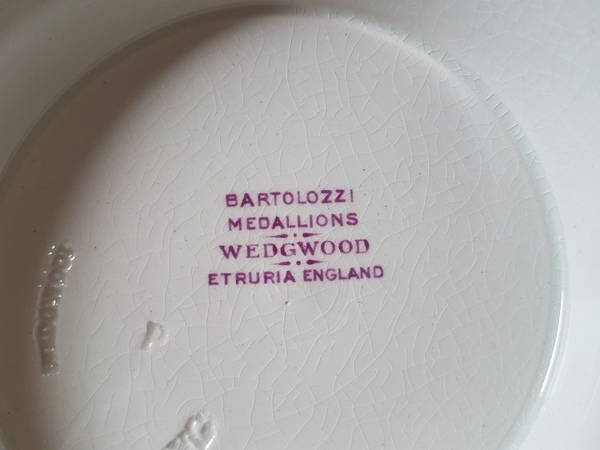 BARTOLOZZI
MEDALLIONS
WEDGWOOD
ETRURIA ENGLAND